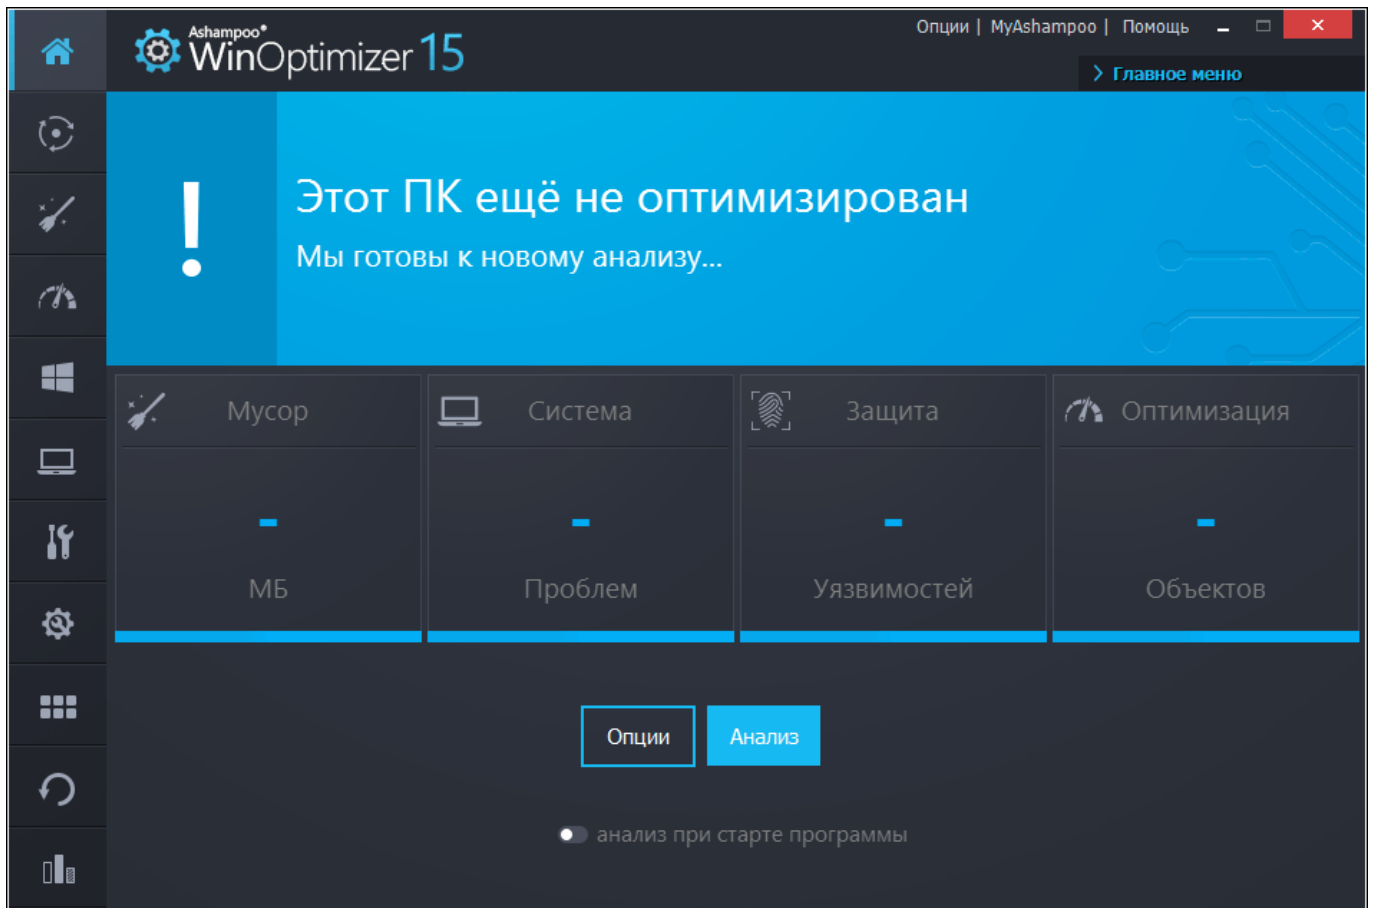 Ashampoo®
WinOptimizer 15
Опции | MyAshampoo | Помощь
Главное меню
Этот ПК ещё не оптимизирован
Мы готовы к новому анализу...
Мусор
-
МБ
Система
-
Проблем
Защита
-
Уязвимостей
Оптимизация
-
Объектов
Опции
Анализ
анализ при старте программы